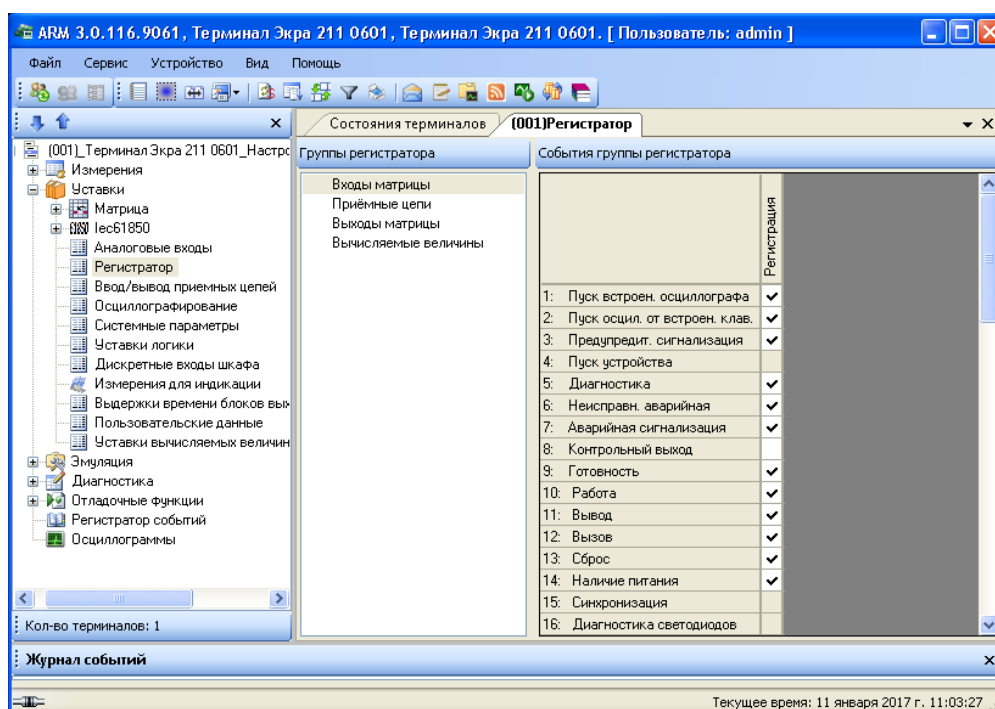 ARM 3.0.116.9061, Терминал Экра 211 0601, Терминал Экра 211 0601. [ Пользователь: admin ]
Файл Сервис Устройство Вид Помощь
Состояния терминалов (001)Регистратор
(001)_Терминал Экра 211 0601_Настро
Измерения
Уставки
Матрица
Iec61850
Аналоговые входы
Регистратор
Ввод/вывод приемных цепей
Осциллографирование
Системные параметры
Уставки логики
Дискретные входы шкафа
Измерения для индикации
Выдержки времени блоков вых
Пользовательские данные
Уставки вычисляемых величин
Эмуляция
Диагностика
Отладочные функции
Регистратор событий
Осциллограммы
Кол-во терминалов: 1
Группы регистратора
Входы матрицы
Приёмные цепи
Выходы матрицы
Вычисляемые величины
События группы регистратора
Регистрация
1: Пуск встроен. осциллографа
2: Пуск осцил. от встроен. клав.
3: Предупредит. сигнализация
4: Пуск устройства
5: Диагностика
6: Неисправн. аварийная
7: Аварийная сигнализация
8: Контрольный выход
9: Готовность
10: Работа
11: Вывод
12: Вызов
13: Сброс
14: Наличие питания
15: Синхронизация
16: Диагностика светодиодов
Журнал событий
Текущее время: 11 января 2017 г. 11:03:27